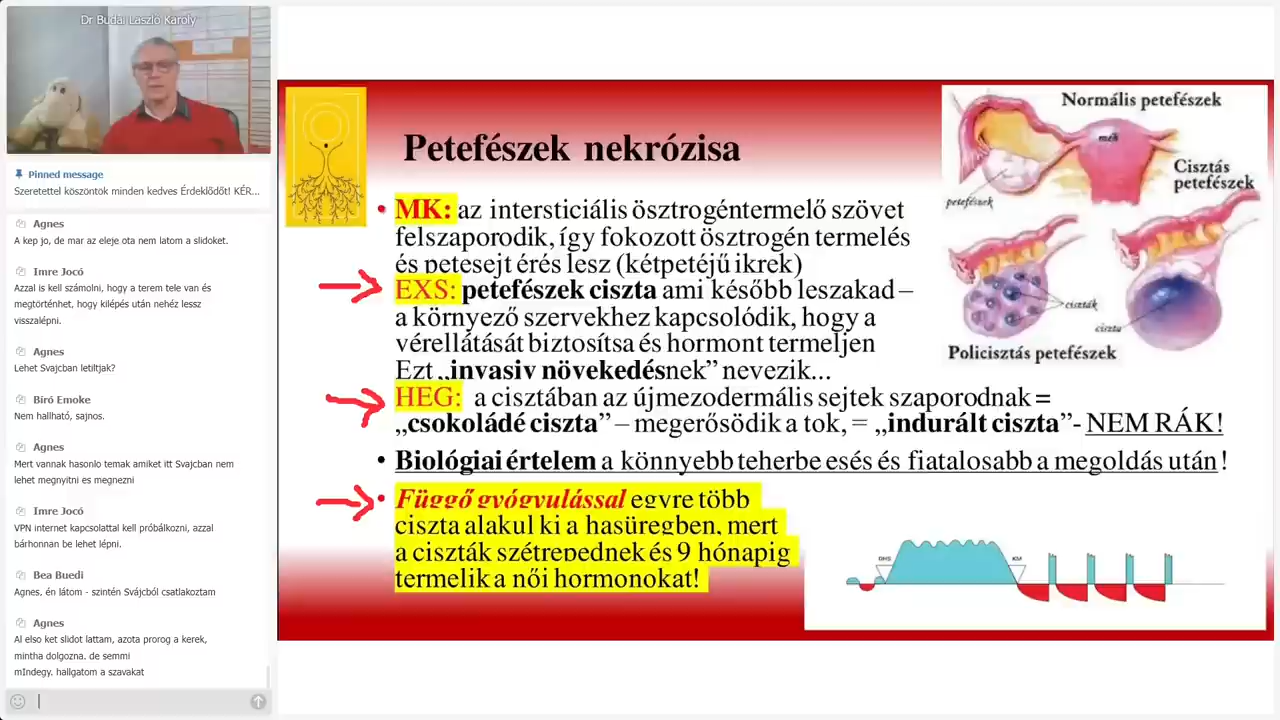 Dr Budai László Károly
Pinned message
Szeretettel köszöntök minden kedves Érdeklődőt! KÉR...
Agnes
A kep jo, de mar az eleje ota nem latom a slidoket.
Imre Jocó
Azzal is kell számolni, hogy a terem tele van és
megtörténhet, hogy kilépés után nehéz lessz
visszalépni.
Agnes
Lehet Svajcban letiltjak?
Bíró Emoke
Nem hallható, sajnos.
Agnes
Mert vannak hasonlo temak amiket itt Svajcban nem
lehet megnyitni es megnezni
Imre Jocó
VPN internet kapcsolattal kell próbálkozni, azzal
bárhonnan be lehet lépni.
Bea Buedi
Agnes, én látom - szintén Svájcból csatlakoztam
Agnes
Al elso ket slidot lattam, azota prorog a kerek,
mintha dolgozna. de semmi
mIndegy. hallgatom a szavakat
Petefészek nekrózisa
• MK: az intersticiális ösztrogéntermelő szövet
felszaporodik, így fokozott ösztrogén termelés
és petesejt érés lesz (kétpetéjű ikrek)
EXS: petefészek ciszta ami később leszakad –
a környező szervekhez kapcsolódik, hogy a
vérellátását biztosítsa és hormont termeljen
Ezt „invasiv növekedésnek” nevezik...
HEG: a cisztában az újmezodermális sejtek szaporodnak =
„csokoládé ciszta” – megerősödik a tok, = „indurált ciszta”- NEM RÁK!
• Biológiai értelem a könnyebb teherbe esés és fiatalosabb a megoldás után!
• Függő gyógyulással egyre több
ciszta alakul ki a hasüregben, mert
a ciszták szétrepednek és 9 hónapig
termelik a női hormonokat!
Normális petefészek
méh
petefészek
Cisztás
petefészek
ciszták
ciszta
Policisztás petefészek
DHS
KM